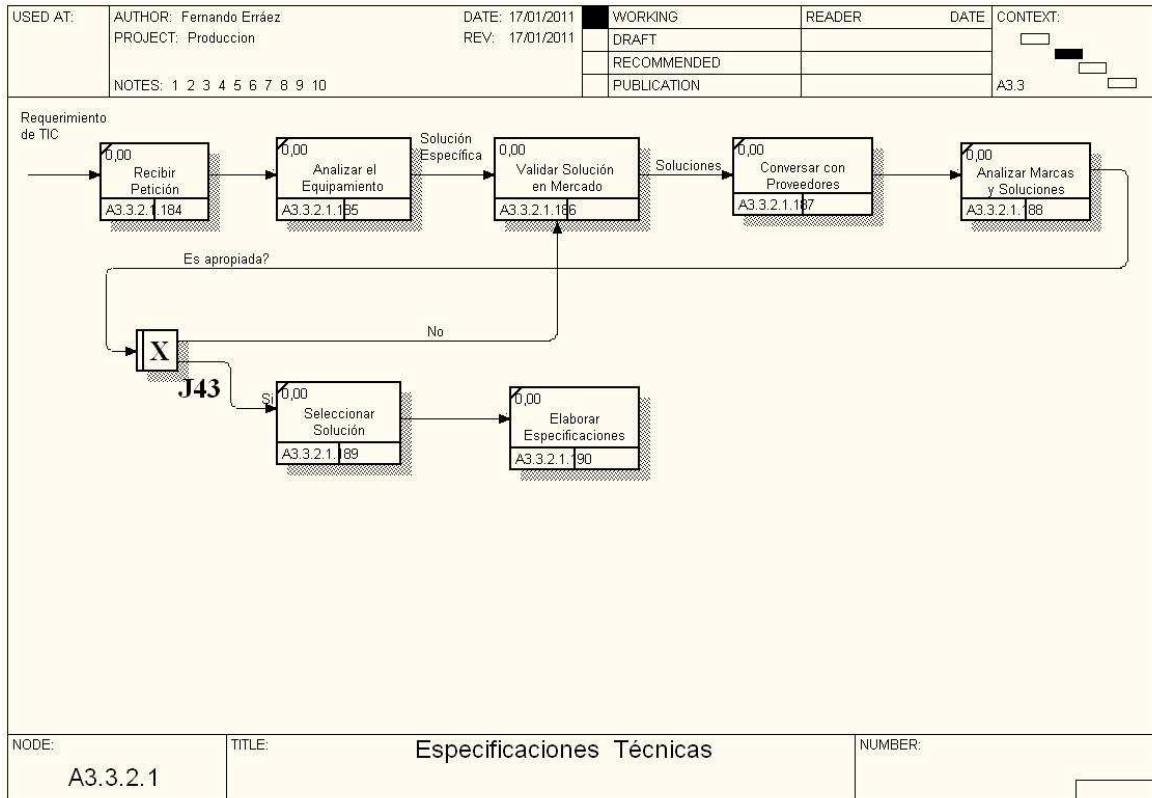 USED AT:
AUTHOR: Fernando Erráez
DATE: 17/01/2011
PROJECT: Produccion
REV: 17/01/2011
NOTES: 1 2 3 4 5 6 7 8 9 10
WORKING
DRAFT
RECOMMENDED
PUBLICATION
READER
DATE
CONTEXT:
A3.3
Requerimiento
de TIC
0,00
Recibir
Petición
A3.3.2.1.184
0,00
Analizar el
Equipamiento
A3.3.2.1.185
Solución
Específica
0,00
Validar Solución
en Mercado
A3.3.2.1.186
Soluciones
0,00
Conversar con
Proveedores
A3.3.2.1.187
0,00
Analizar Marcas
y Soluciones
A3.3.2.1.188
Es apropiada?
X
J43
No
Si
0,00
Seleccionar
Solución
A3.3.2.1.189
0,00
Elaborar
Especificaciones
A3.3.2.1.190
NODE:
A3.3.2.1
TITLE:
Especificaciones Técnicas
NUMBER: